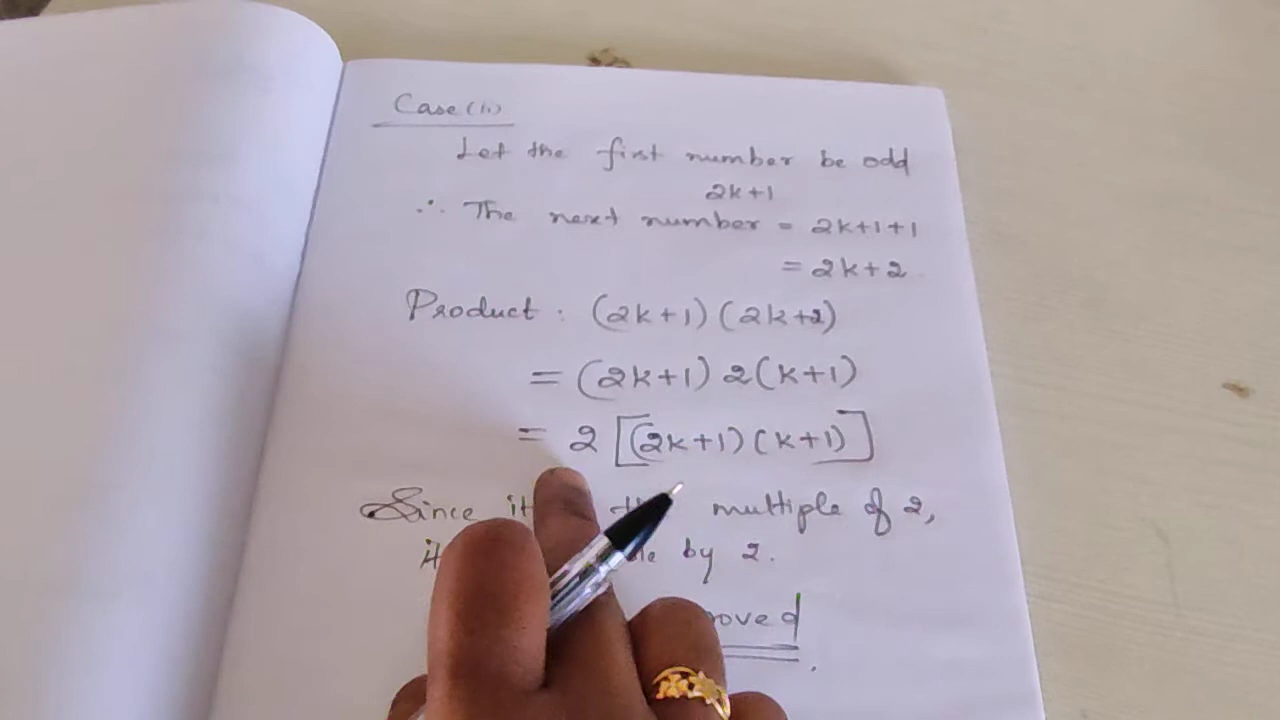 Case (ii)
Let the first number be odd
2k+1
∴ The next number = 2k+1+1
= 2k+2
Product : (2k+1) (2k+2)
= (2k+1) 2(k+1)
= 2 [(2k+1) (k+1)]
Since it multiple of 2,
by 2.